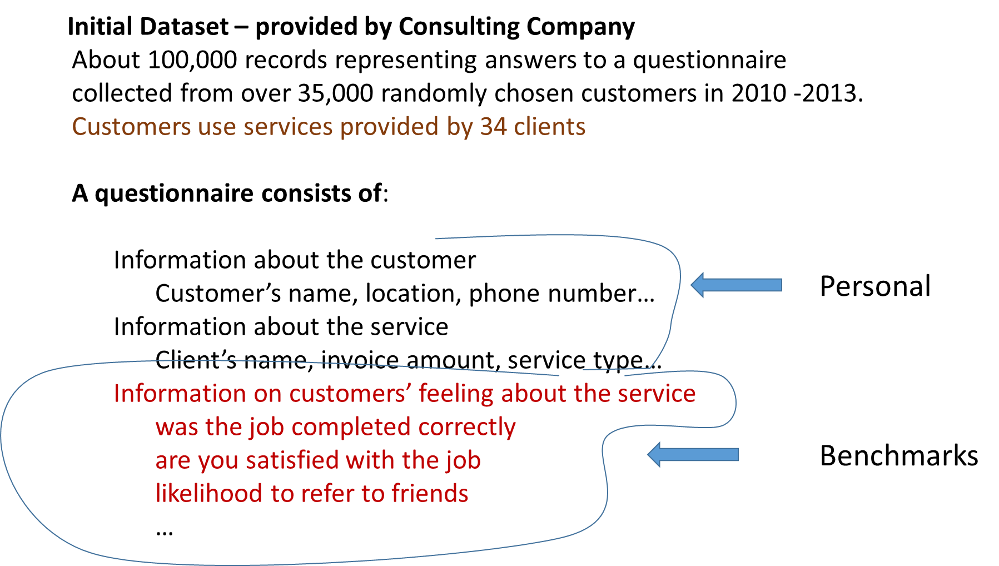 Initial Dataset – provided by Consulting Company
About 100,000 records representing answers to a questionnaire
collected from over 35,000 randomly chosen customers in 2010 -2013.
Customers use services provided by 34 clients
A questionnaire consists of:
Information about the customer
Customer’s name, location, phone number...
Personal
Information about the service
Client’s name, invoice amount, service type...
Information on customers’ feeling about the service
was the job completed correctly
are you satisfied with the job
Benchmarks
likelihood to refer to friends
...